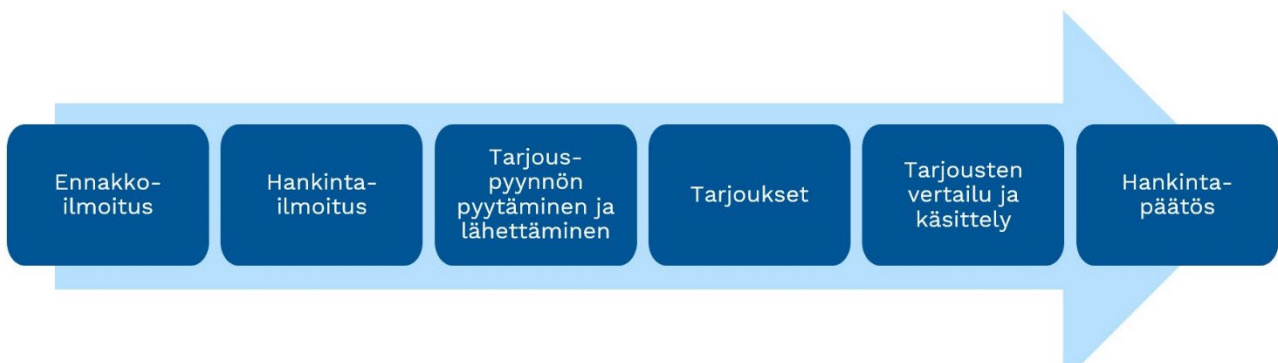 Ennakko-
ilmoitus
Hankinta-
ilmoitus
Tarjous-
pyynnön
pyytäminen ja
lähettäminen
Tarjoukset
Tarjousten
vertailu ja
käsittely
Hankinta-
päätös